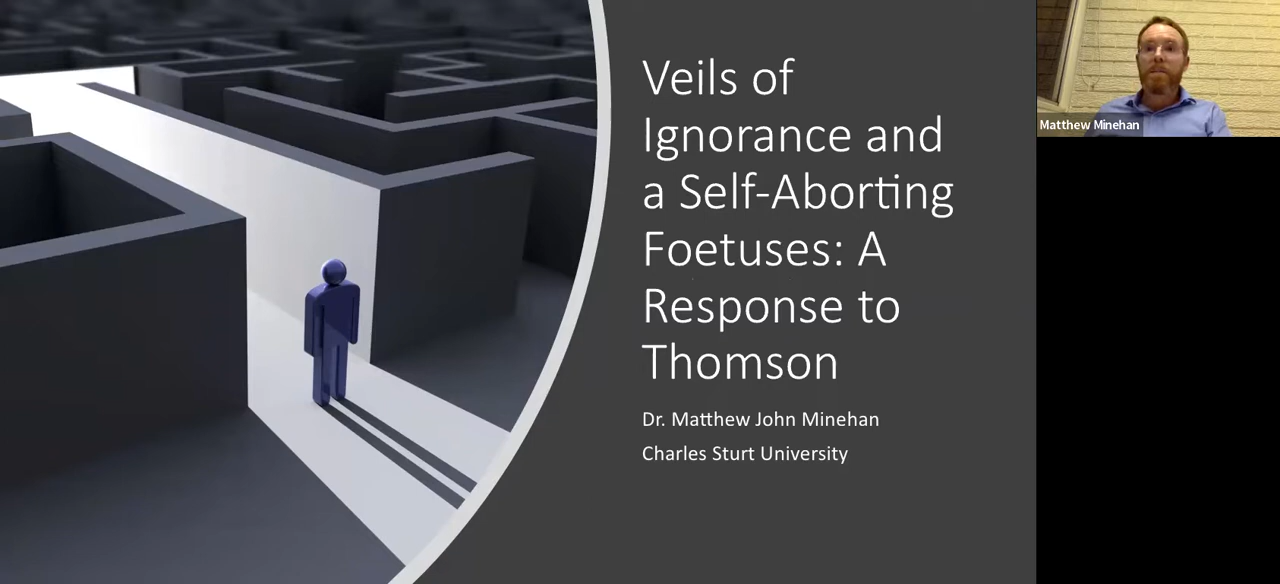 Veils of
Ignorance and
a Self-Aborting
Foetuses: A
Response to
Thomson
Dr. Matthew John Minehan
Charles Sturt University
Matthew Minehan